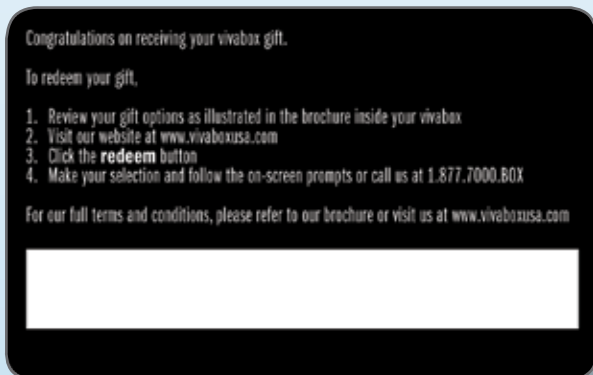 Congratulations on receiving your vivabox gift.
To redeem your gift,
1. Review your gift options as illustrated in the brochure inside your vivabox
2. Visit our website at www.vivaboxusa.com
3. Click the redeem button
4. Make your selection and follow the on-screen prompts or call us at 1.877.7000.BOX
For our full terms and conditions, please refer to our brochure or visit us at www.vivaboxusa.com